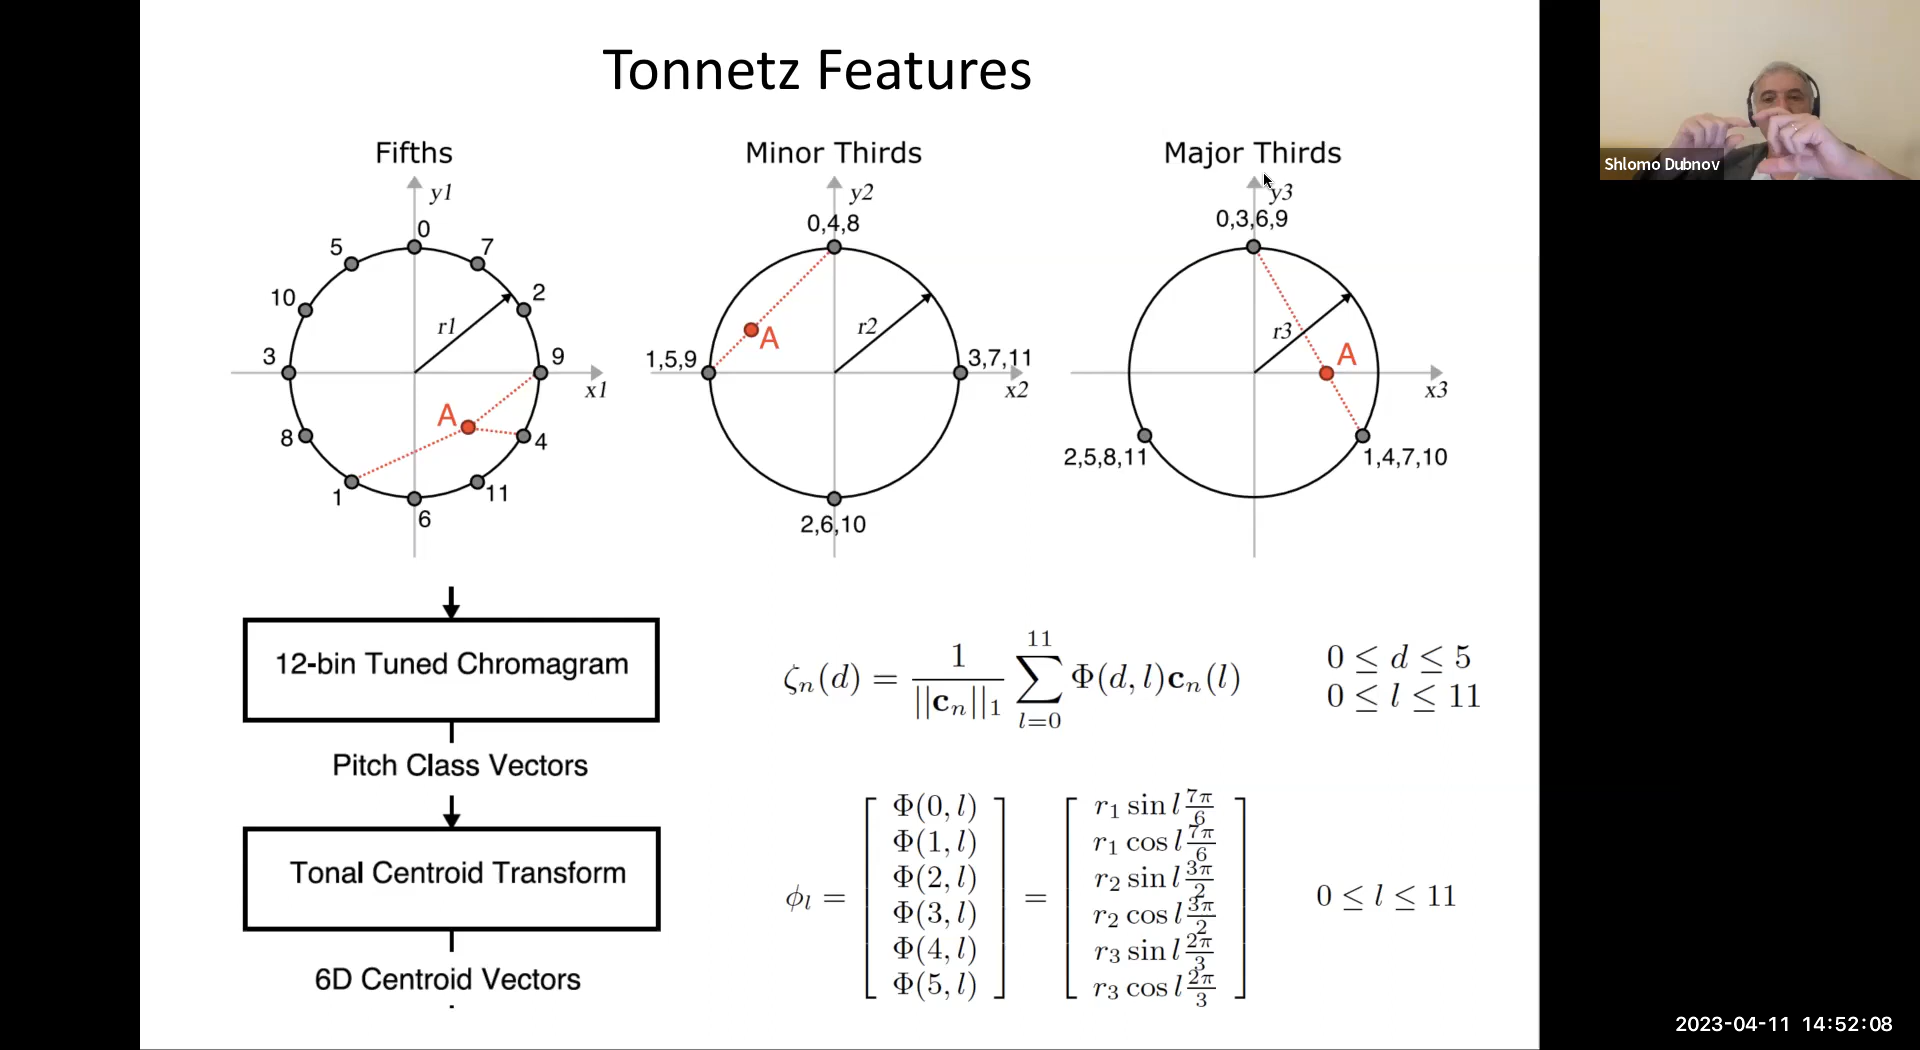 Tonnetz Features
Shlomo Dubnov
Fifths
y1
0
5
7
10
2
r1
3
9
x1
A
8
4
1
11
6
Minor Thirds
y2
0,4,8
r2
A
1,5,9
3,7,11
x2
2,6,10
Major Thirds
y3
0,3,6,9
r3
A
x3
2,5,8,11
1,4,7,10
12-bin Tuned Chromagram
Pitch Class Vectors
Tonal Centroid Transform
6D Centroid Vectors
ζn(d) = 1/||cn||1 ∑ l=0 11 Φ(d, l)cn(l)
0 ≤ d ≤ 5
0 ≤ l ≤ 11
ϕl = [ Φ(0, l) Φ(1, l) Φ(2, l) Φ(3, l) Φ(4, l) Φ(5, l) ] = [ r1 sin l 7π/6 r1 cos l 7π/6 r2 sin l 3π/2 r2 cos l 3π/2 r3 sin l 2π/3 r3 cos l 2π/3 ]
0 ≤ l ≤ 11
2023-04-11 14:52:08